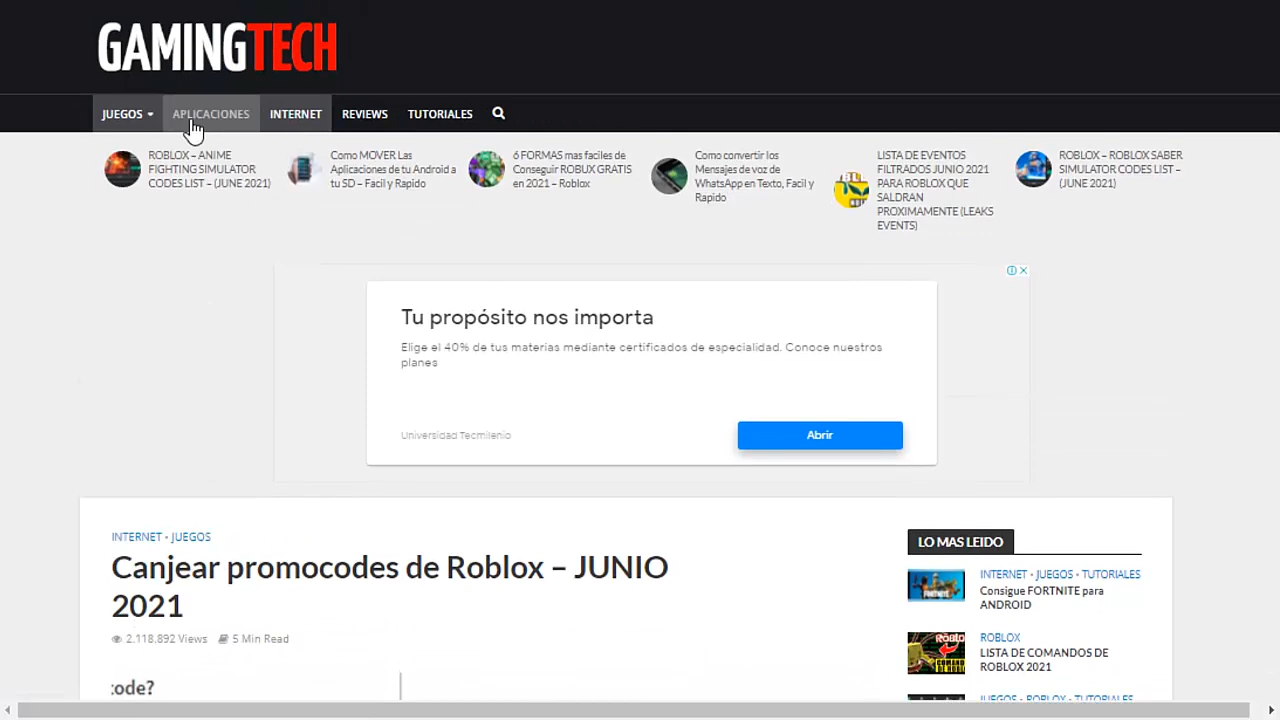 GAMINGTECH
JUEGOS APLICACIONES INTERNET REVIEWS TUTORIALES
ROBLOX – ANIME
FIGHTING SIMULATOR
CODES LIST – (JUNE 2021)
Como MOVER Las
Aplicaciones de tu Android a
tu SD – Facil y Rapido
ó FORMAS mas faciles de
Conseguir ROBUX GRATIS
en 2021 – Roblox
Como convertir los
Mensajes de voz de
WhatsApp en Texto, Facil y
Rapido
LISTA DE EVENTOS
FILTRADOS JUNIO 2021
PARA ROBLOX QUE
SALDRAN
PROXIMAMENTE (LEAKS
EVENTS)
ROBLOX – ROBLOX SABER
SIMULATOR CODES LIST –
(JUNE 2021)
Tu propósito nos importa
Elige el 40% de tus materias mediante certificados de especialidad. Conoce nuestros
planes
Universidad Tecmilenio
Abrir
INTERNET • JUEGOS
Canjear promocodes de Roblox – JUNIO
2021
2.118.892 Views 5 Min Read
:ode?
LO MAS LEIDO
INTERNET • JUEGOS • TUTORIALES
Consigue FORTNITE para
ANDROID
ROBLOX
LISTA DE COMANDOS DE
ROBLOX 2021
JUEGOS • ROBLOX • TUTORIALES